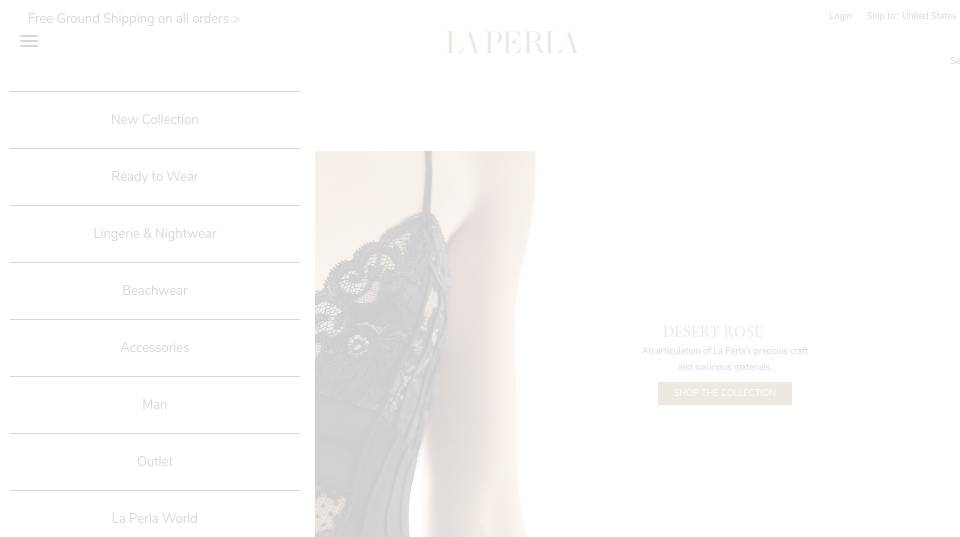 Free Ground Shipping on all orders >
Login
Ship to:: United States
LA PERLA
Se
New Collection
Ready to Wear
Lingerie & Nightwear
Beachwear
Accessories
Man
Outlet
La Perla World
DESERT ROSE
An articulation of La Perla's precious craft
and luxurious materials.
SHOP THE COLLECTION